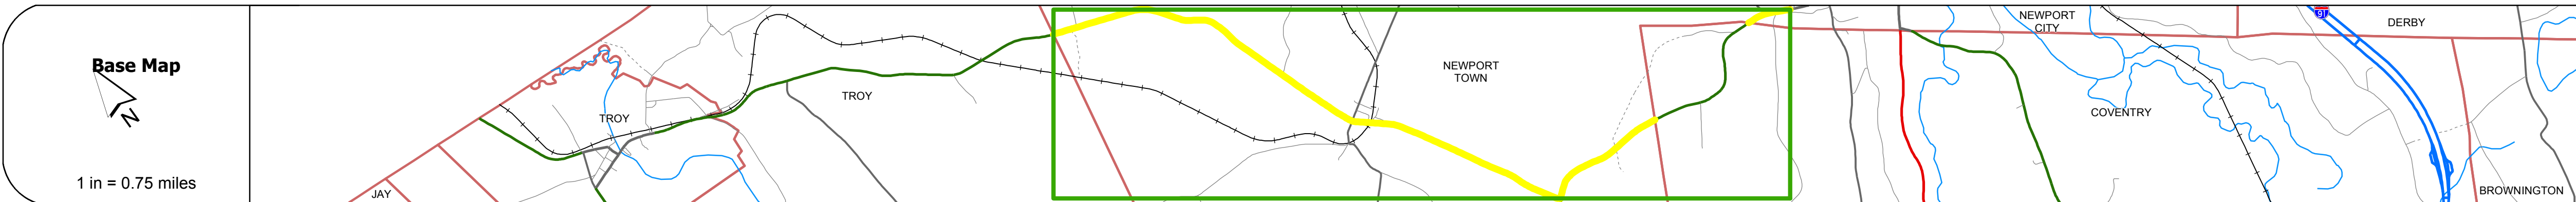 Base Map
N
1 in = 0.75 miles
JAY
TROY
TROY
NEWPORT
TOWN
NEWPORT
CITY
COVENTRY
91
DERBY
BROWNINGTON